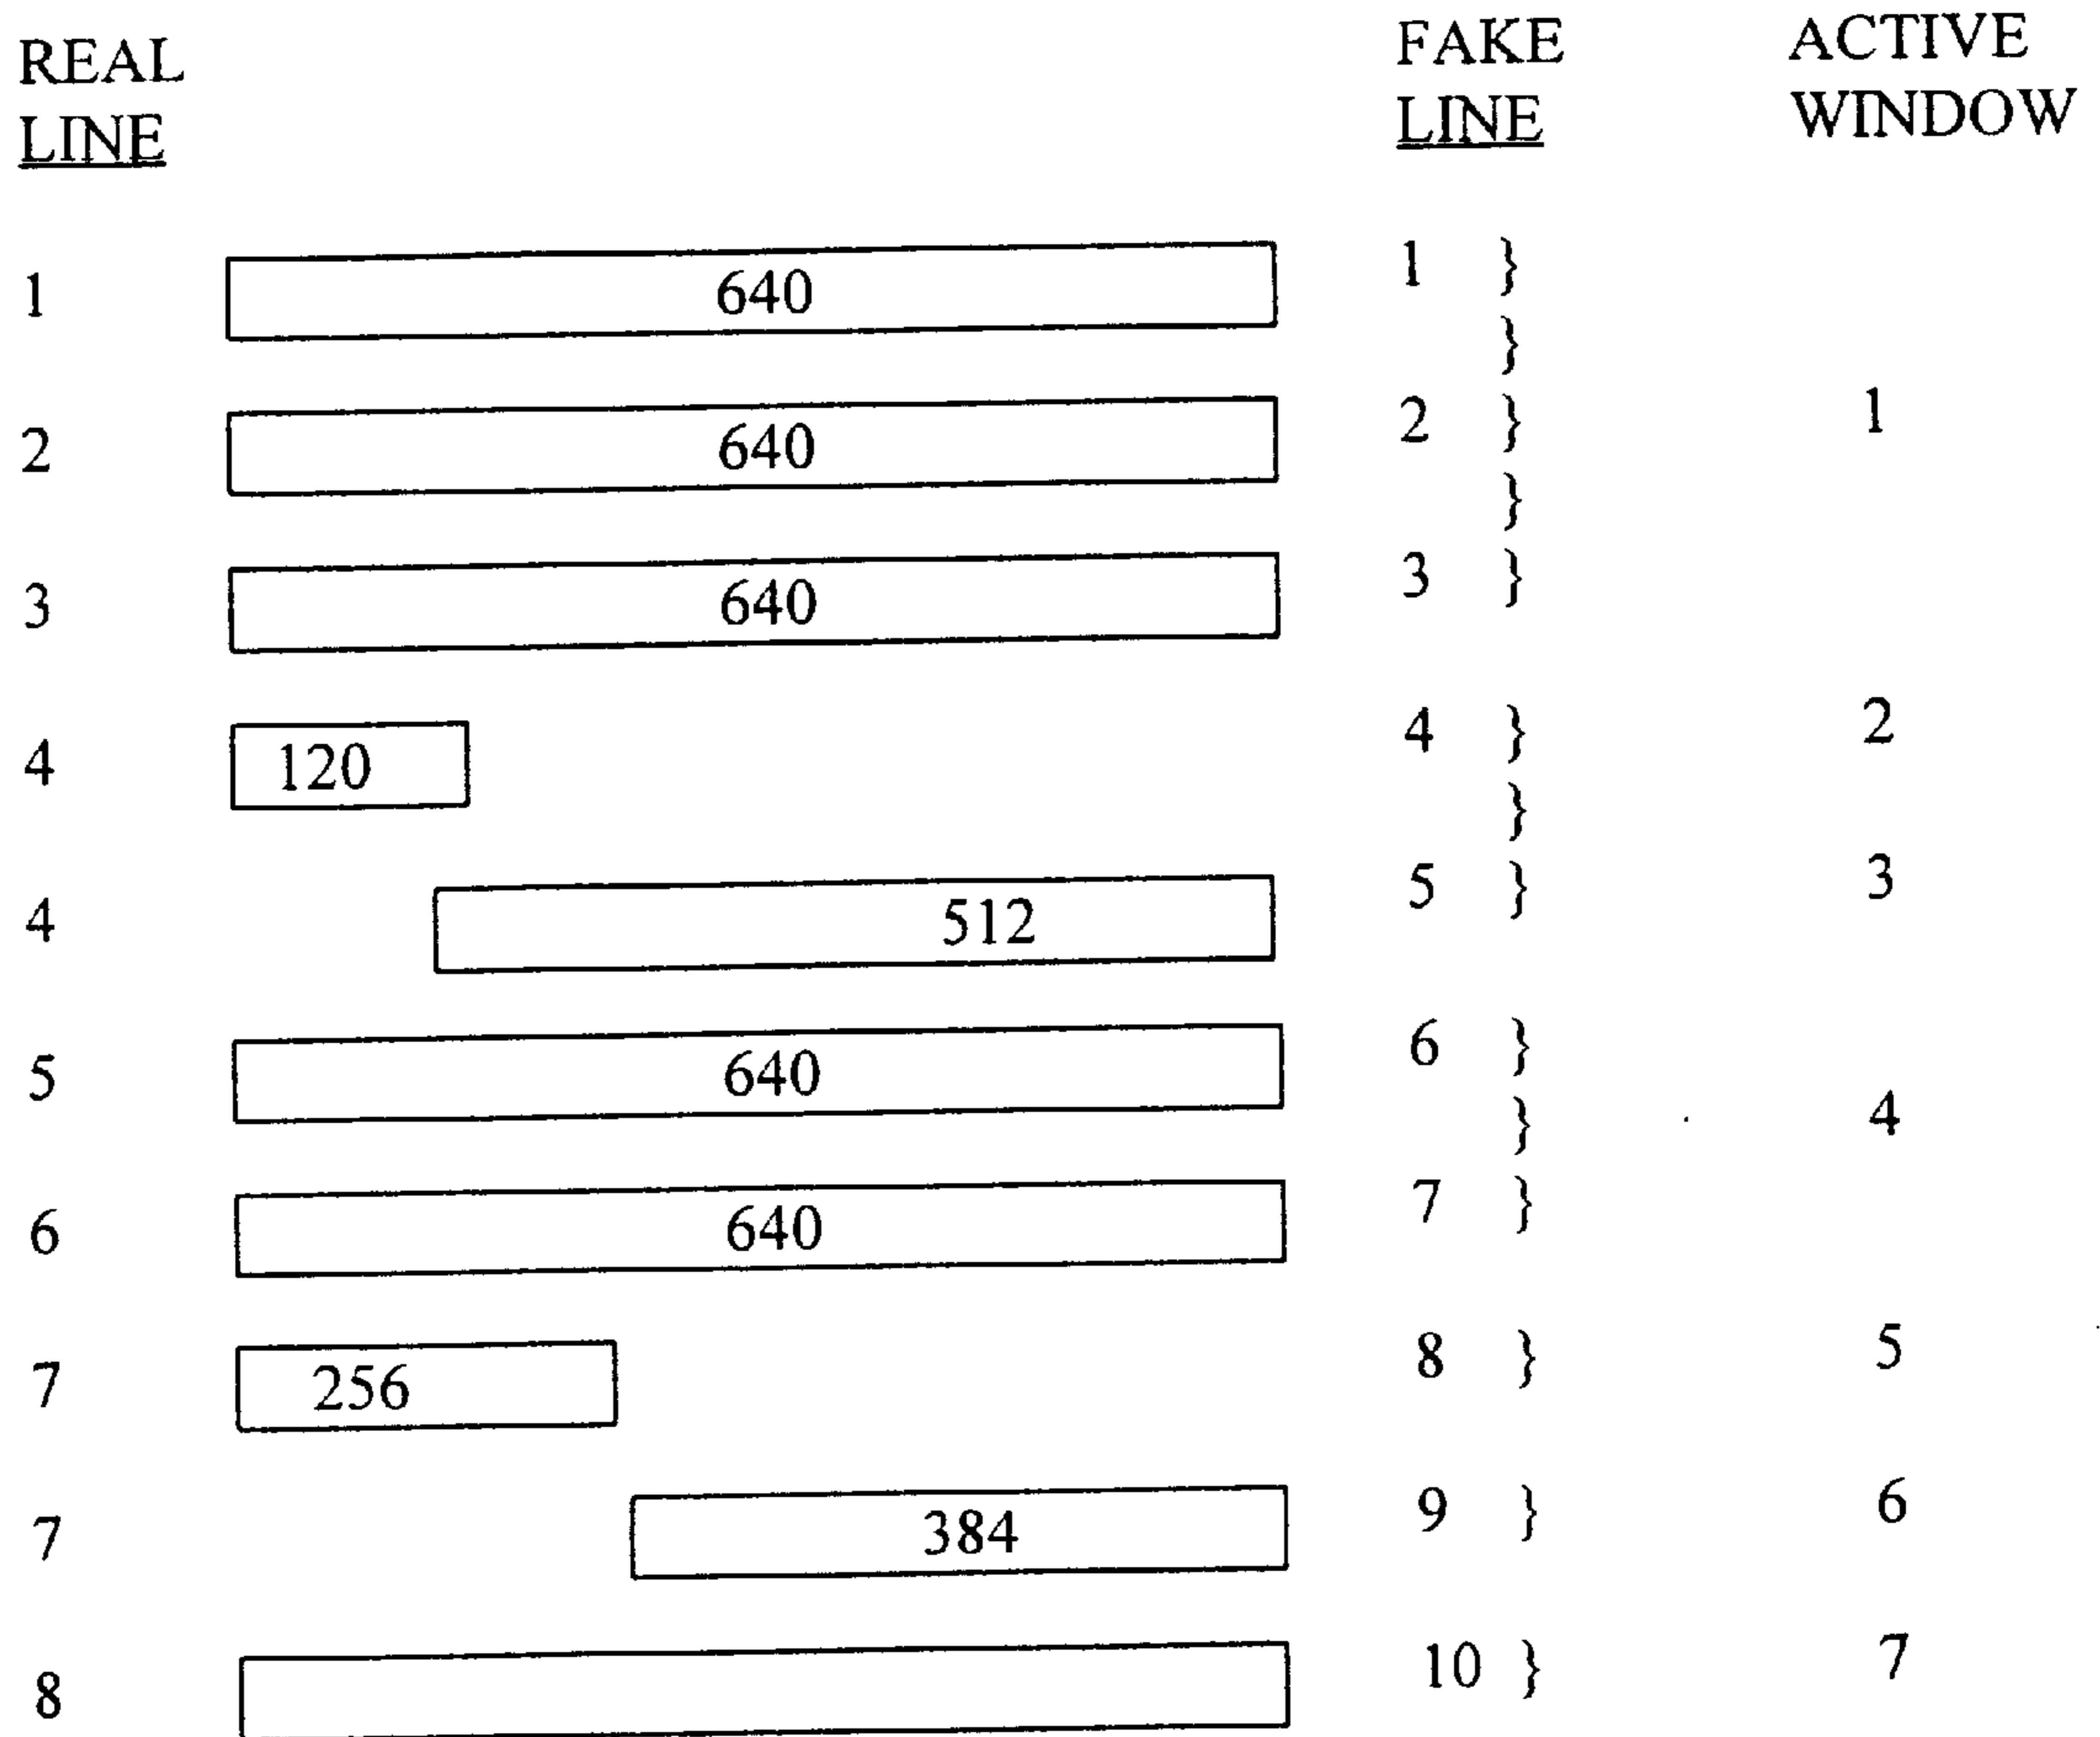 REAL LINE FAKE LINE ACTIVE WINDOW
1 640 1 }
}
2 640 2 } 1
}
3 640 3 }
4 120 4 } 2
}
4 512 5 } 3
5 640 6 }
} 4
6 640 7 }
7 256 8 } 5
7 384 9 } 6
8 10 } 7